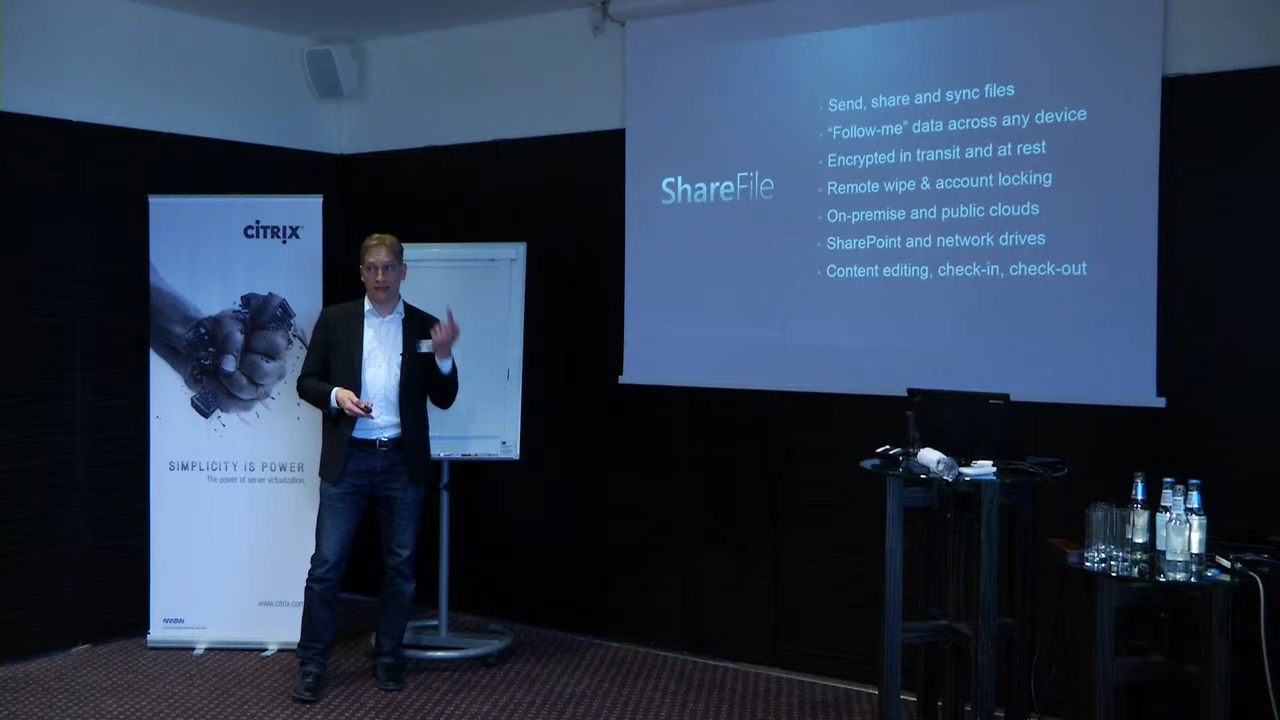 CITRIX
SIMPLICITY IS POWER
The power of server virtualization.
www.citrix.com
ShareFile
Send, share and sync files
“Follow-me” data across any device
Encrypted in transit and at rest
Remote wipe & account locking
On-premise and public clouds
SharePoint and network drives
Content editing, check-in, check-out